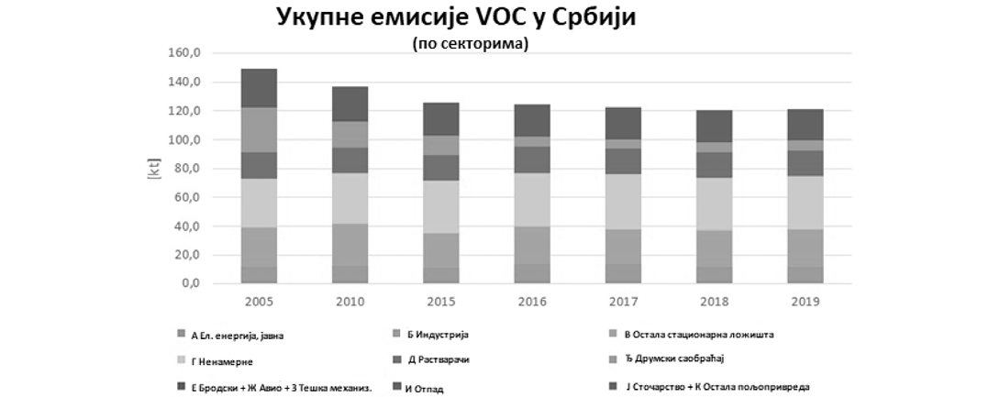 Укупне емисије VOC у Србији
(по секторима)
160,0
140,0
120,0
100,0
80,0
60,0
40,0
20,0
0,0
[kt]
2005 2010 2015 2016 2017 2018 2019
А Ел. енергија, јавна Б Индустрија В Остала стационарна ложишта
Г Ненамерне Д Растварачи Ђ Друмски саобраћај
Е Бродски + Ж Авио + З Тешка механиз. И Отпад Ј Сточарство + К Остала пољопривреда